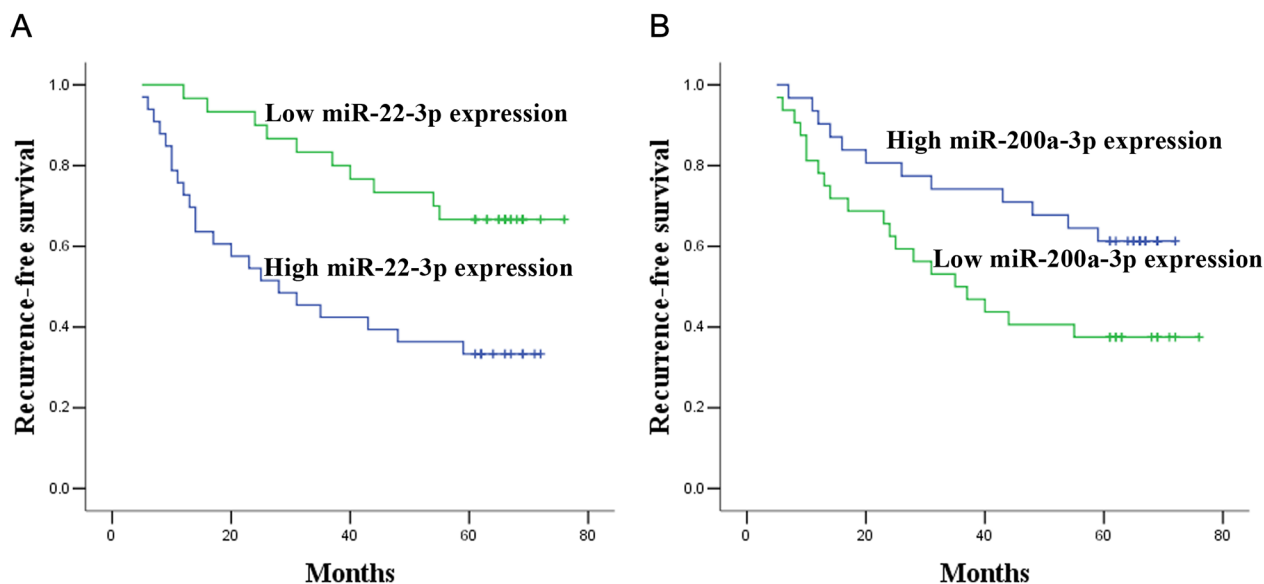 A
Recurrence-free survival
1.0
0.8
0.6
0.4
0.2
0.0
Low miR-22-3p expression
High miR-22-3p expression
0 20 40 60 80
Months
B
Recurrence-free survival
1.0
0.8
0.6
0.4
0.2
0.0
High miR-200a-3p expression
Low miR-200a-3p expression
0 20 40 60 80
Months